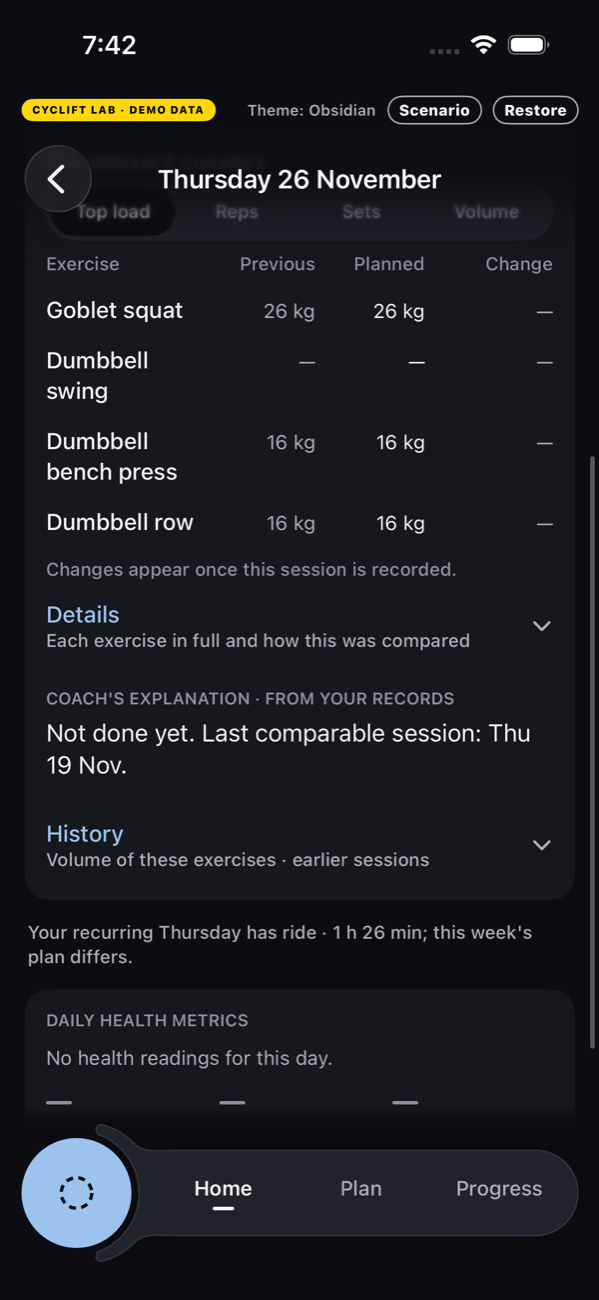 7:42
CYCLIFT LAB · DEMO DATA
Theme: Obsidian
Scenario
Restore
Thursday 26 November
Top load Reps Sets Volume
Exercise Previous Planned Change
Goblet squat 26 kg 26 kg —
Dumbbell
swing — — —
Dumbbell
bench press 16 kg 16 kg —
Dumbbell row 16 kg 16 kg —
Changes appear once this session is recorded.
Details
Each exercise in full and how this was compared
COACH'S EXPLANATION · FROM YOUR RECORDS
Not done yet. Last comparable session: Thu
19 Nov.
History
Volume of these exercises · earlier sessions
Your recurring Thursday has ride · 1 h 26 min; this week's
plan differs.
DAILY HEALTH METRICS
No health readings for this day.
— — —
Home Plan Progress